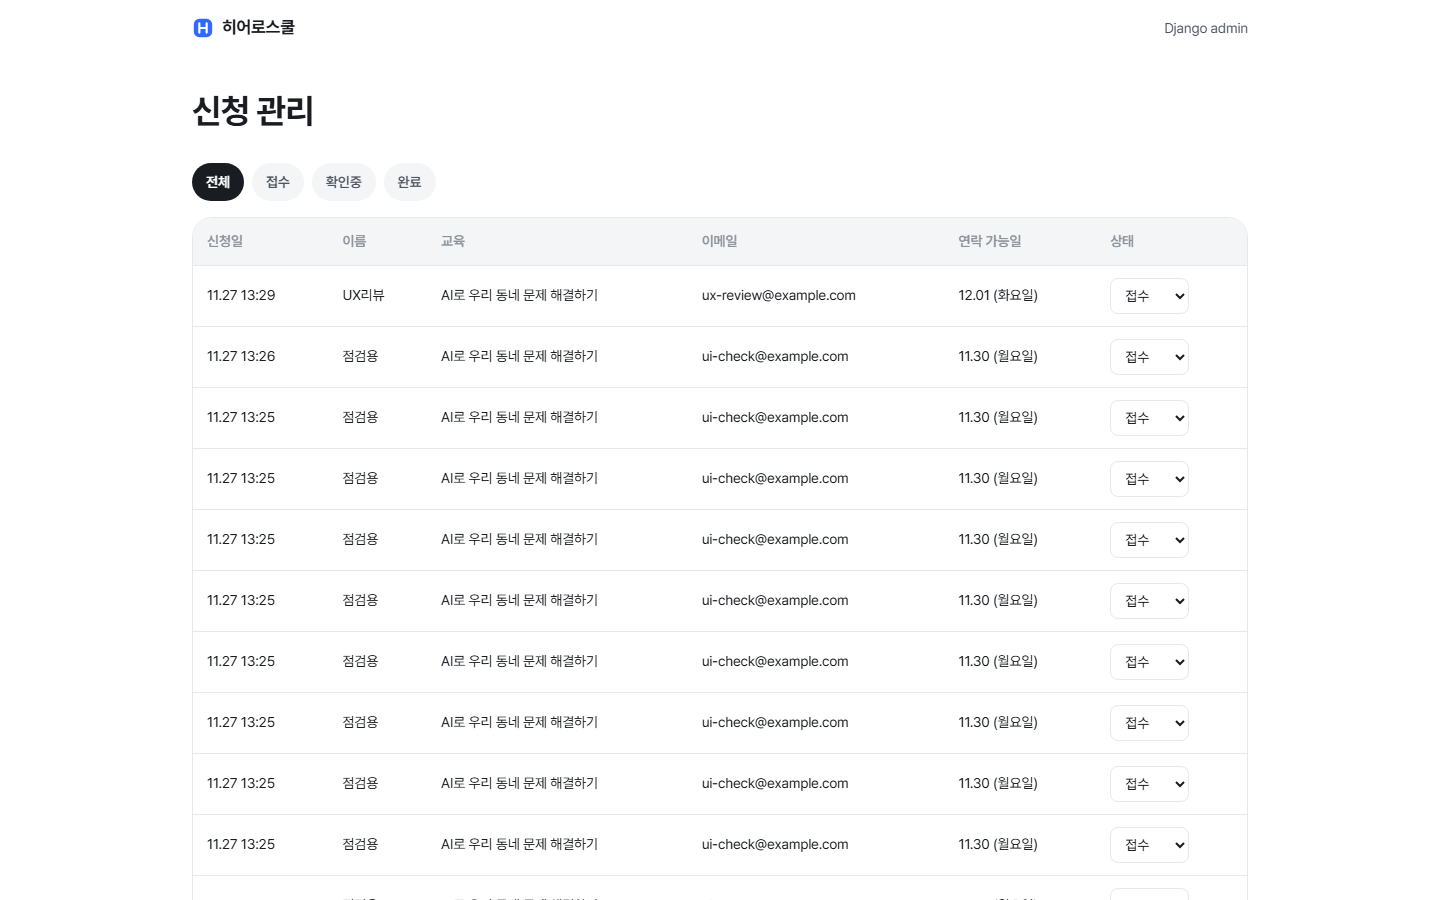 H 히어로스쿨 Django admin
신청 관리
전체 접수 확인중 완료
신청일 이름 교육 이메일 연락 가능일 상태
11.27 13:29 UX리뷰 AI로 우리 동네 문제 해결하기 ux-review@example.com 12.01 (화요일) 접수
11.27 13:26 점검용 AI로 우리 동네 문제 해결하기 ui-check@example.com 11.30 (월요일) 접수
11.27 13:25 점검용 AI로 우리 동네 문제 해결하기 ui-check@example.com 11.30 (월요일) 접수
11.27 13:25 점검용 AI로 우리 동네 문제 해결하기 ui-check@example.com 11.30 (월요일) 접수
11.27 13:25 점검용 AI로 우리 동네 문제 해결하기 ui-check@example.com 11.30 (월요일) 접수
11.27 13:25 점검용 AI로 우리 동네 문제 해결하기 ui-check@example.com 11.30 (월요일) 접수
11.27 13:25 점검용 AI로 우리 동네 문제 해결하기 ui-check@example.com 11.30 (월요일) 접수
11.27 13:25 점검용 AI로 우리 동네 문제 해결하기 ui-check@example.com 11.30 (월요일) 접수
11.27 13:25 점검용 AI로 우리 동네 문제 해결하기 ui-check@example.com 11.30 (월요일) 접수
11.27 13:25 점검용 AI로 우리 동네 문제 해결하기 ui-check@example.com 11.30 (월요일) 접수